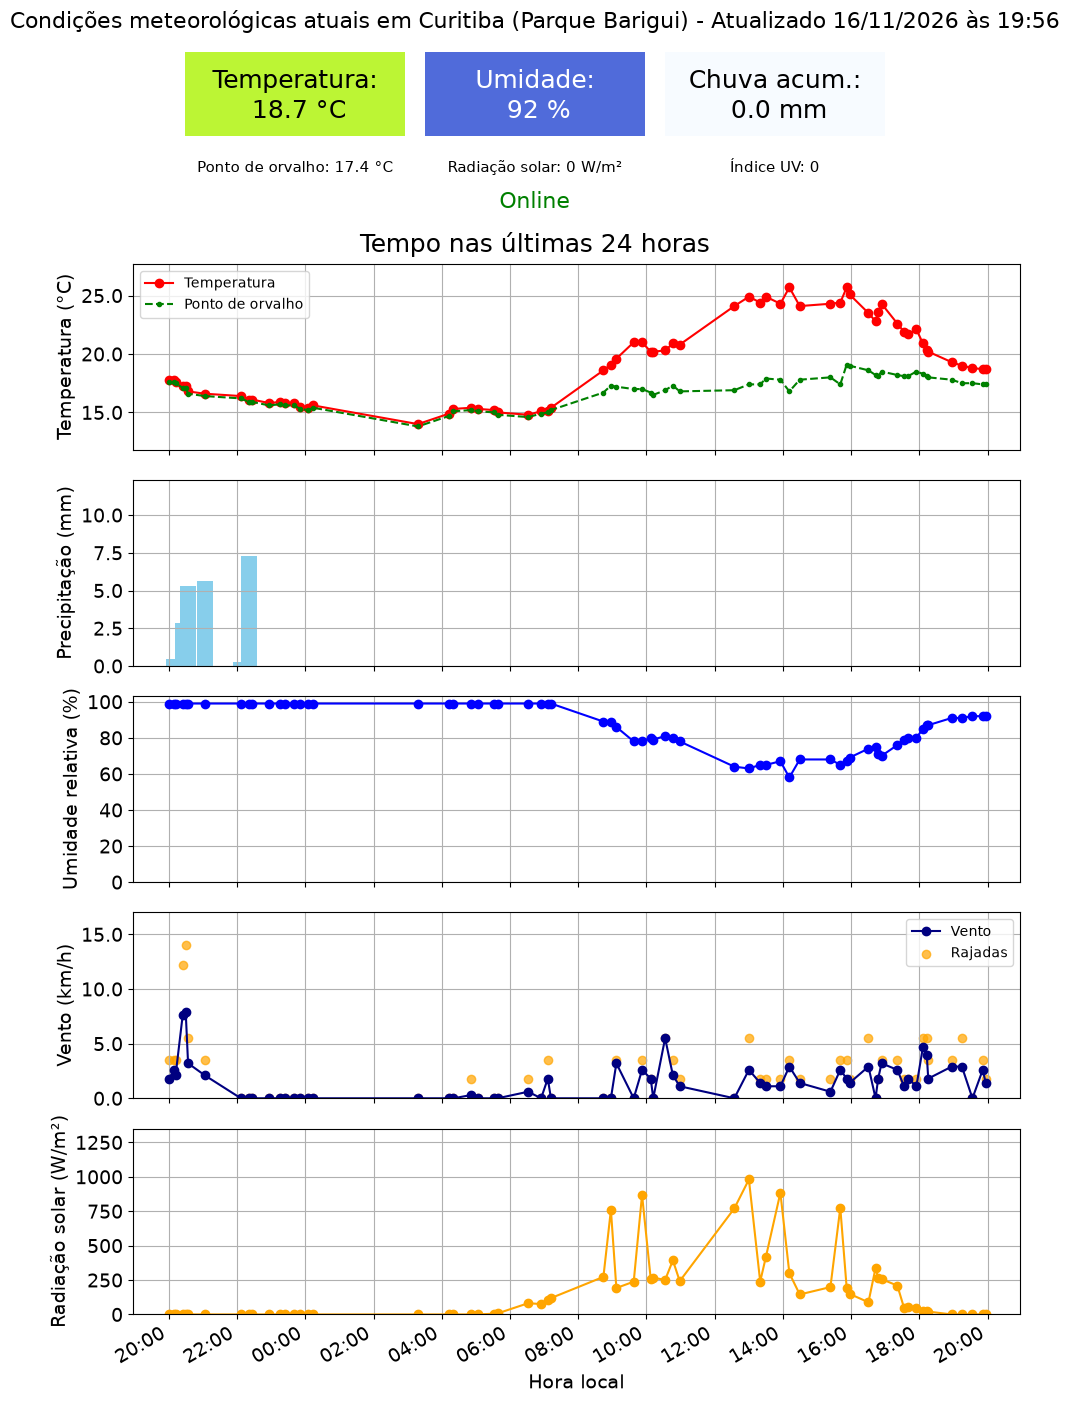 Condições meteorológicas atuais em Curitiba (Parque Barigui) - Atualizado 16/11/2026 às 19:56
Temperatura:
18.7 °C
Umidade:
92 %
Chuva acum.:
0.0 mm
Ponto de orvalho: 17.4 °C
Radiação solar: 0 W/m²
Índice UV: 0
Online
Tempo nas últimas 24 horas
Temperatura (°C)
25.0
20.0
15.0
Temperatura
Ponto de orvalho
Precipitação (mm)
10.0
7.5
5.0
2.5
0.0
Umidade relativa (%)
100
80
60
40
20
0
Vento (km/h)
15.0
10.0
5.0
0.0
Vento
Rajadas
Radiação solar (W/m²)
1250
1000
750
500
250
0
20:00
22:00
00:00
02:00
04:00
06:00
08:00
10:00
12:00
14:00
16:00
18:00
20:00
Hora local